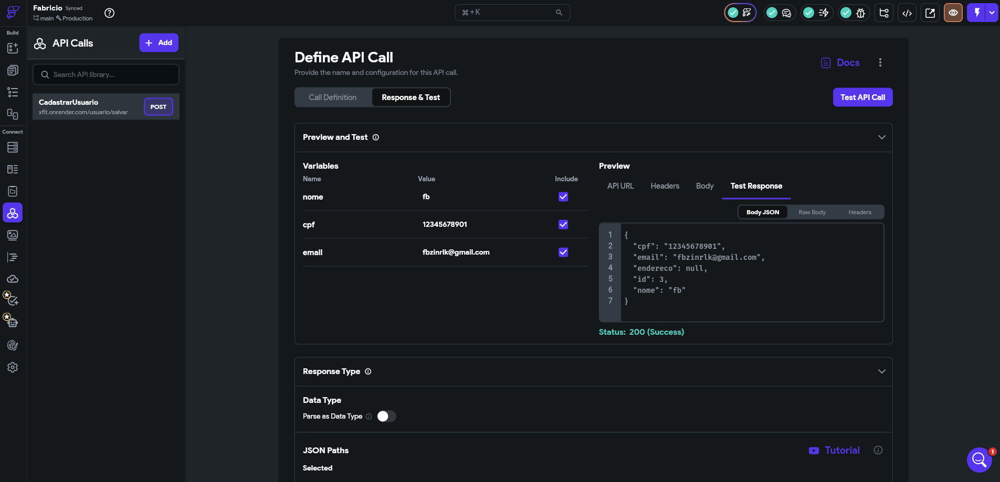 Fabricio Synced
main Production
⌘+K
Build
API Calls
+ Add
Search API library...
CadastrarUsuario
xfit.onrender.com/usuario/salvar
POST
Connect
Define API Call
Provide the name and configuration for this API call.
Docs
Call Definition
Response & Test
Test API Call
Preview and Test
Variables
Name Value Include
nome fb
cpf 12345678901
email fbzinrlk@gmail.com
Preview
API URL Headers Body Test Response
Body JSON Raw Body Headers
1 {
2 "cpf": "12345678901",
3 "email": "fbzinrlk@gmail.com",
4 "endereco": null,
5 "id": 3,
6 "nome": "fb"
7 }
Status: 200 (Success)
Response Type
Data Type
Parse as Data Type
JSON Paths
Tutorial
Selected
1